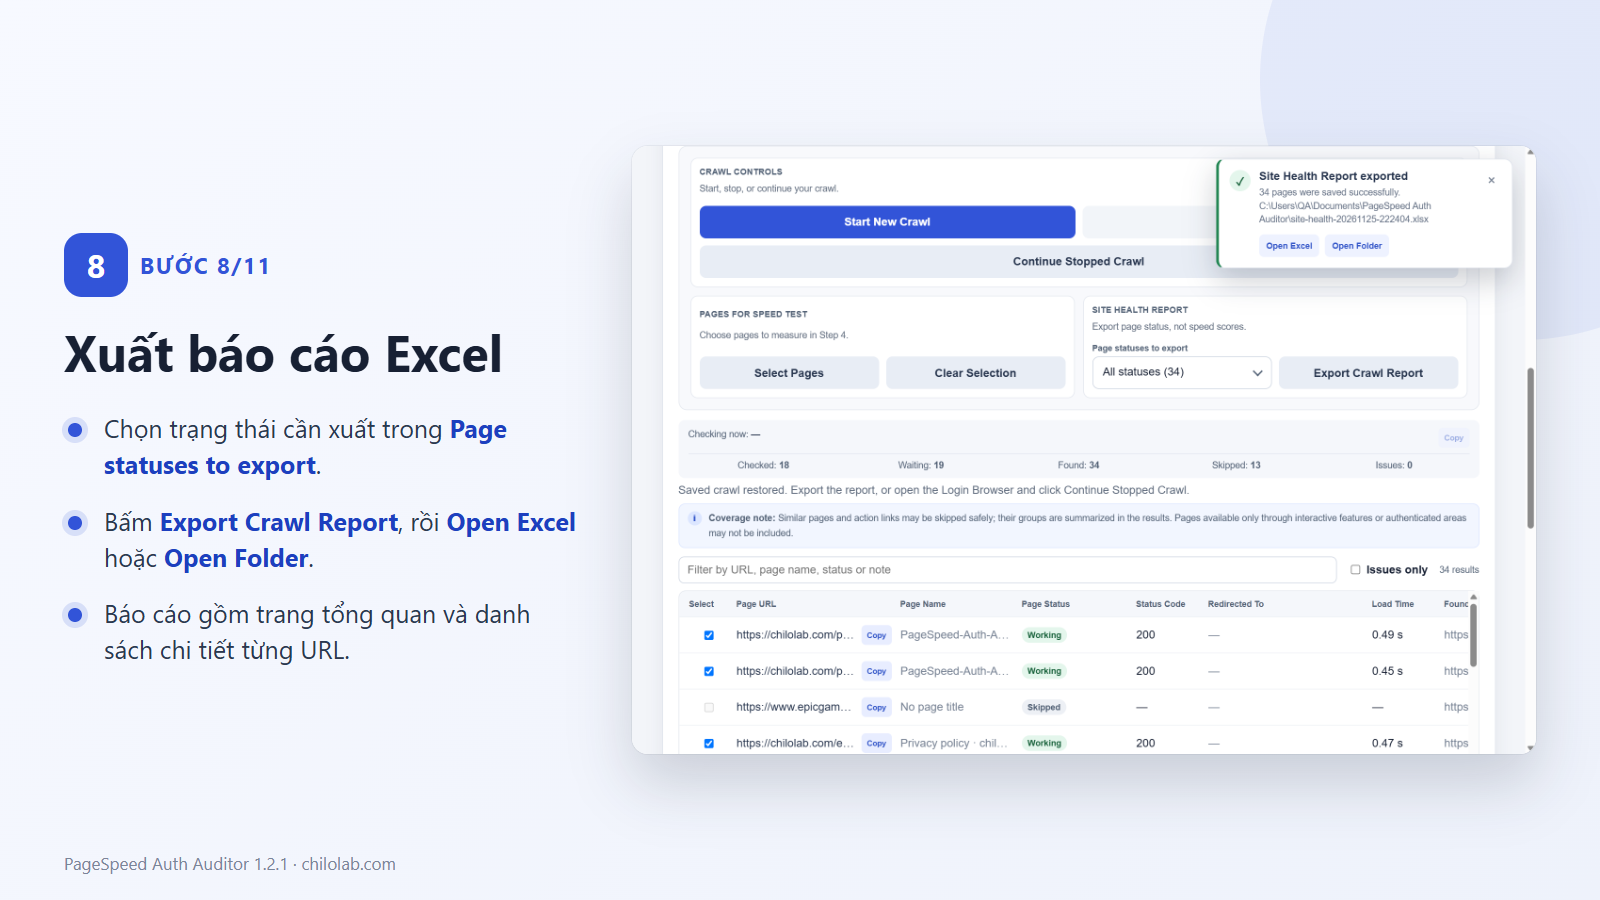 8
BƯỚC 8/11
Xuất báo cáo Excel
Chọn trạng thái cần xuất trong Page
statuses to export.
Bấm Export Crawl Report, rồi Open Excel
hoặc Open Folder.
Báo cáo gồm trang tổng quan và danh
sách chi tiết từng URL.
PageSpeed Auth Auditor 1.2.1 · chilolab.com
CRAWL CONTROLS
Start, stop, or continue your crawl.
Start New Crawl
Continue Stopped Crawl
Site Health Report exported
34 pages were saved successfully.
C:\Users\QA\Documents\PageSpeed Auth
Auditor\site-health-20261125-222404.xlsx
Open Excel Open Folder
PAGES FOR SPEED TEST
Choose pages to measure in Step 4.
Select Pages Clear Selection
SITE HEALTH REPORT
Export page status, not speed scores.
Page statuses to export
All statuses (34) Export Crawl Report
Checking now: —
Copy
Checked: 18 Waiting: 19 Found: 34 Skipped: 13 Issues: 0
Saved crawl restored. Export the report, or open the Login Browser and click Continue Stopped Crawl.
Coverage note: Similar pages and action links may be skipped safely; their groups are summarized in the results. Pages available only through interactive features or authenticated areas
may not be included.
Filter by URL, page name, status or note Issues only 34 results
Select Page URL Page Name Page Status Status Code Redirected To Load Time Found
https://chilolab.com/p... Copy PageSpeed-Auth-A... Working 200 — 0.49 s https
https://chilolab.com/p... Copy PageSpeed-Auth-A... Working 200 — 0.45 s https
https://www.epicgam... Copy No page title Skipped — — — https
https://chilolab.com/e... Copy Privacy policy · chil... Working 200 — 0.47 s https